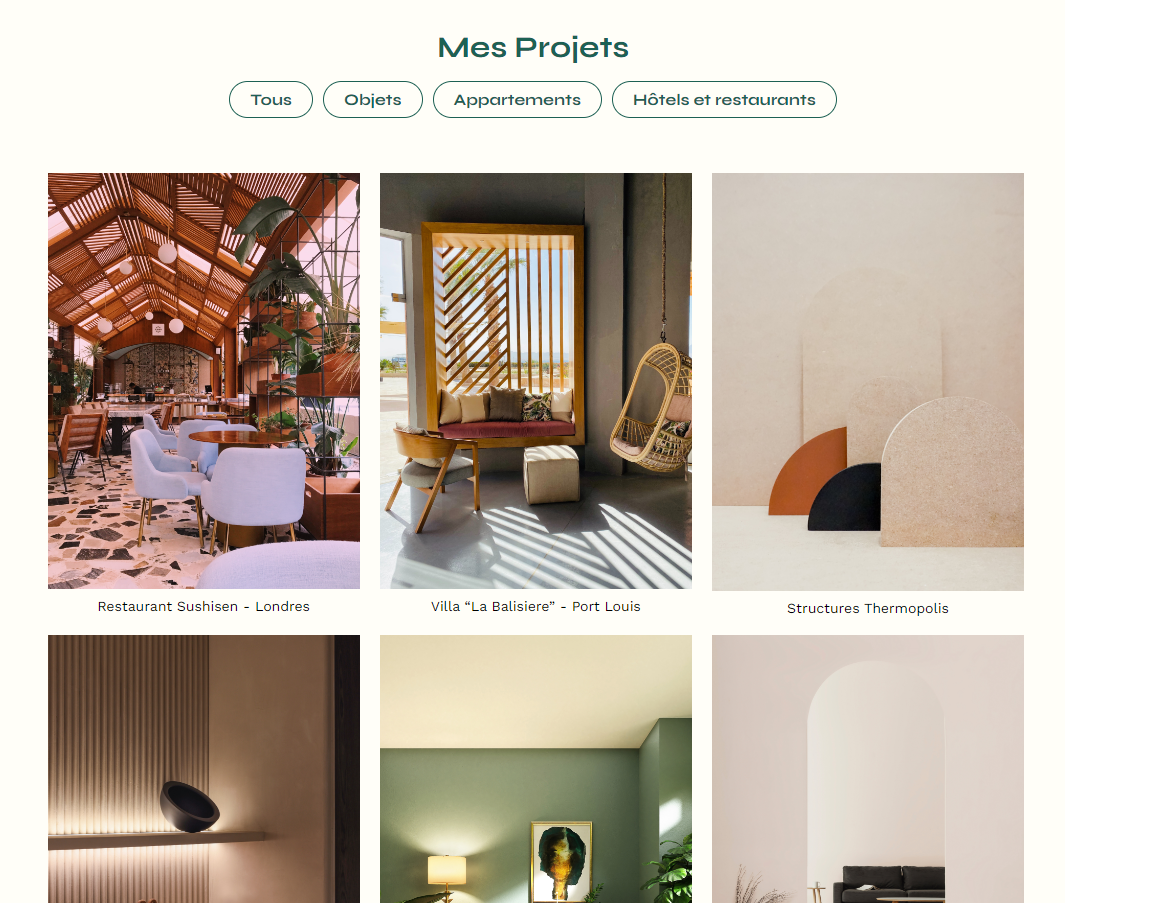 Mes Projets
Tous Objets Appartements Hôtels et restaurants
Restaurant Sushisen - Londres
Villa “La Balisiere” - Port Louis
Structures Thermopolis